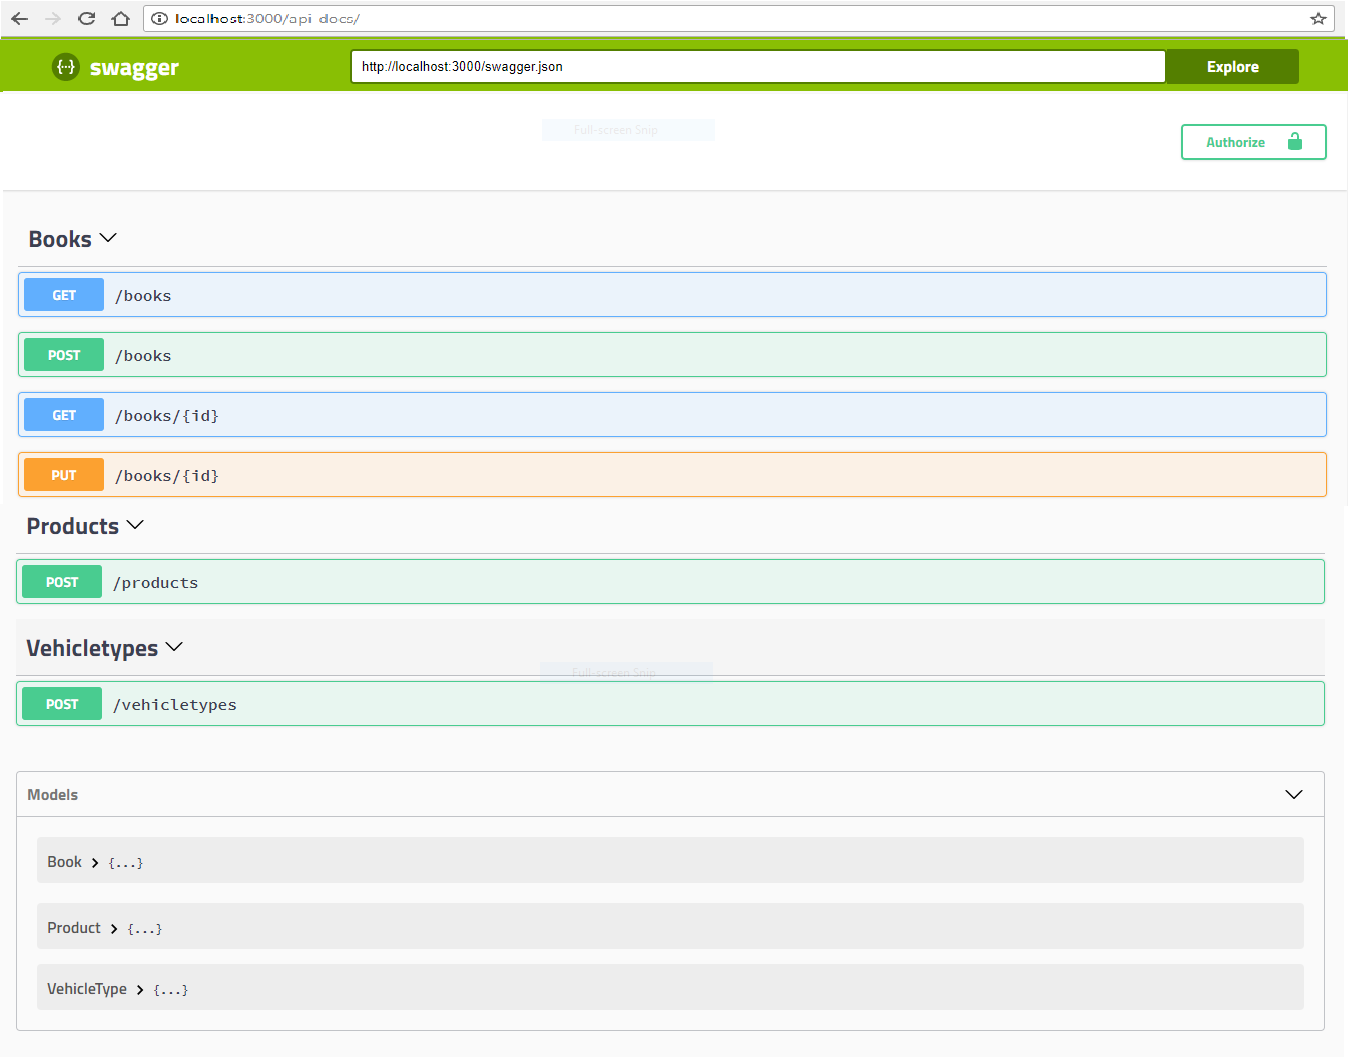 localhost:3000/api-docs/
{··} swagger
http://localhost:3000/swagger.json
Explore
Full-screen Snip
Authorize
Books
GET /books
POST /books
GET /books/{id}
PUT /books/{id}
Products
POST /products
Vehicletypes
Full-screen Snip
POST /vehicletypes
Models
Book > {...}
Product > {...}
VehicleType > {...}